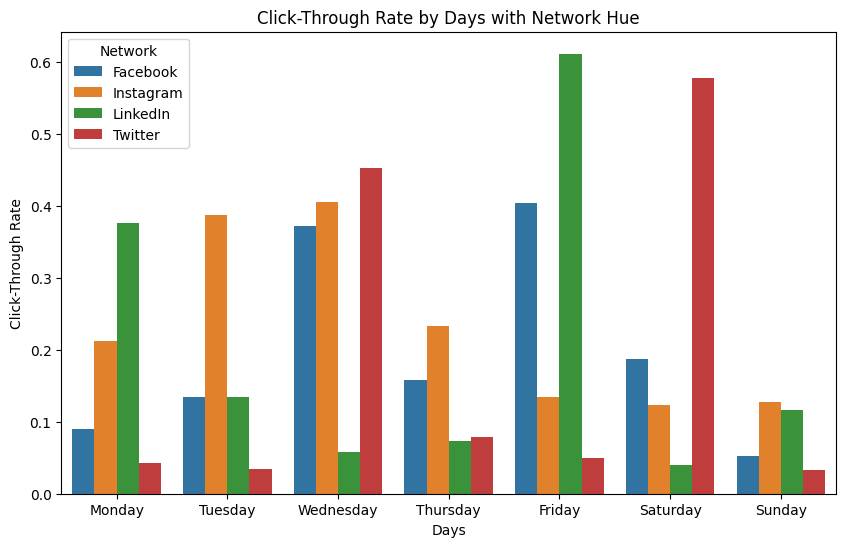 Click-Through Rate by Days with Network Hue
Network
Facebook
Instagram
LinkedIn
Twitter
Click-Through Rate
0.6
0.5
0.4
0.3
0.2
0.1
0.0
Monday Tuesday Wednesday Thursday Friday Saturday Sunday
Days